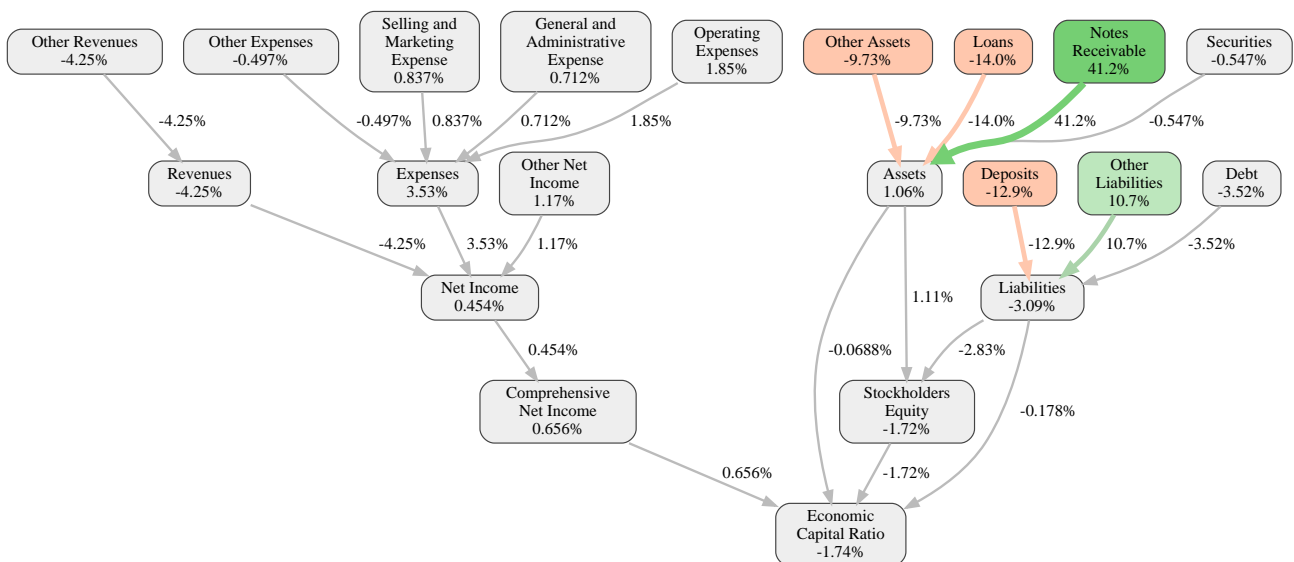 Other Revenues
-4.25%
Other Expenses
-0.497%
Selling and
Marketing
Expense
0.837%
General and
Administrative
Expense
0.712%
Operating
Expenses
1.85%
Other Assets
-9.73%
Loans
-14.0%
Notes
Receivable
41.2%
Securities
-0.547%
-4.25%
-0.497%
0.837%
0.712%
1.85%
-9.73%
-14.0%
41.2%
-0.547%
Revenues
-4.25%
Expenses
3.53%
Other Net
Income
1.17%
Assets
1.06%
Deposits
-12.9%
Other
Liabilities
10.7%
Debt
-3.52%
-4.25%
3.53%
1.17%
-12.9%
10.7%
-3.52%
Net Income
0.454%
1.11%
Liabilities
-3.09%
0.454%
-0.0688%
-2.83%
Comprehensive
Net Income
0.656%
Stockholders
Equity
-1.72%
-0.178%
0.656%
-1.72%
Economic
Capital Ratio
-1.74%